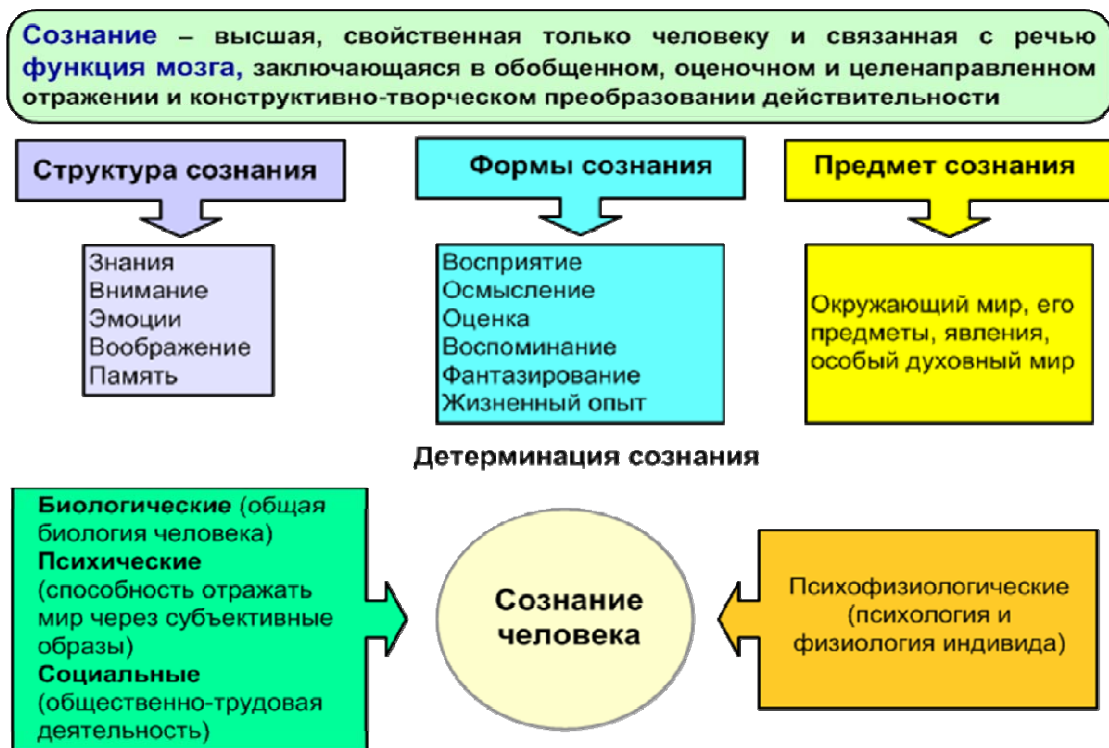 Сознание – высшая, свойственная только человеку и связанная с речью
функция мозга, заключающаяся в обобщенном, оценочном и целенаправленном
отражении и конструктивно-творческом преобразовании действительности
Структура сознания
Формы сознания
Предмет сознания
Знания
Внимание
Эмоции
Воображение
Память
Восприятие
Осмысление
Оценка
Воспоминание
Фантазирование
Жизненный опыт
Окружающий мир, его
предметы, явления,
особый духовный мир
Детерминация сознания
Биологические (общая
биология человека)
Психические
(способность отражать
мир через субъективные
образы)
Социальные
(общественно-трудовая
деятельность)
Сознание
человека
Психофизиологические
(психология и
физиология индивида)